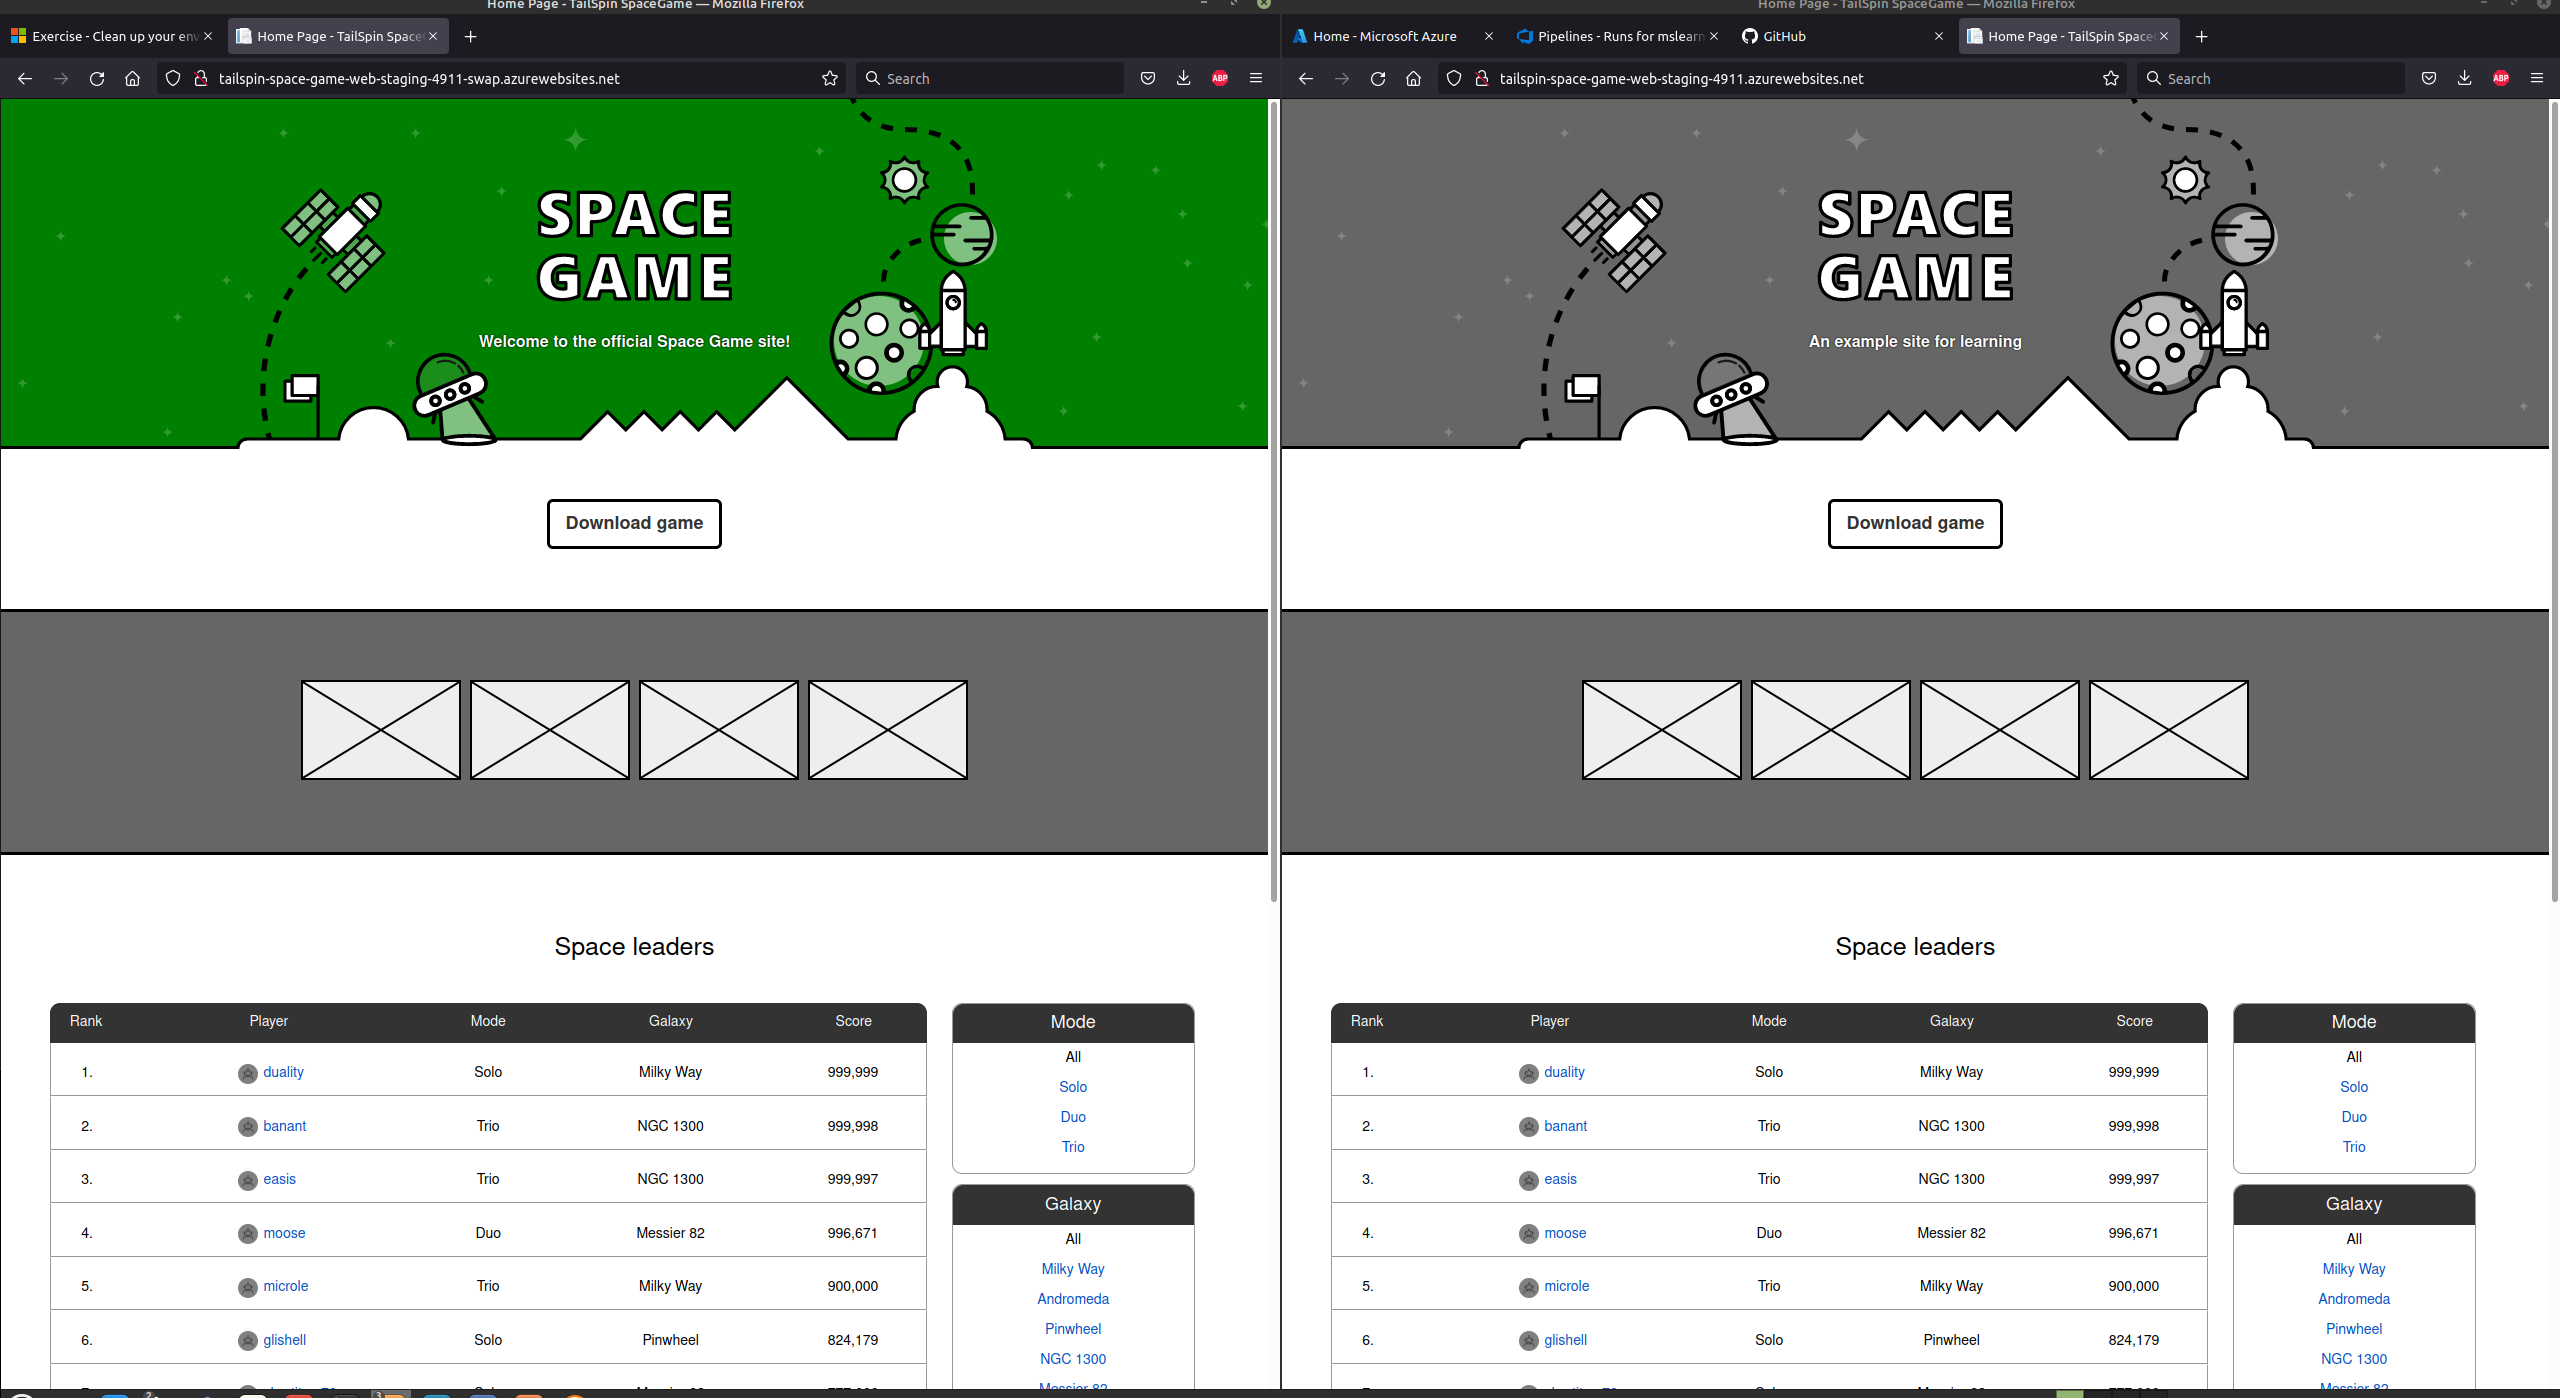 Home Page - TailSpin SpaceGame — Mozilla Firefox
Exercise - Clean up your env
Home Page - TailSpin Space
tailspin-space-game-web-staging-4911-swap.azurewebsites.net
Search
ABP
SPACE
GAME
Welcome to the official Space Game site!
Download game
Space leaders
Rank Player Mode Galaxy Score
1. duality Solo Milky Way 999,999
2. banant Trio NGC 1300 999,998
3. easis Trio NGC 1300 999,997
4. moose Duo Messier 82 996,671
5. microle Trio Milky Way 900,000
6. glishell Solo Pinwheel 824,179
Mode
All
Solo
Duo
Trio
Galaxy
All
Milky Way
Andromeda
Pinwheel
NGC 1300
Messier 82
Home Page - TailSpin SpaceGame — Mozilla Firefox
Home - Microsoft Azure
Pipelines - Runs for mslearn
GitHub
Home Page - TailSpin Space
tailspin-space-game-web-staging-4911.azurewebsites.net
Search
ABP
SPACE
GAME
An example site for learning
Download game
Space leaders
Rank Player Mode Galaxy Score
1. duality Solo Milky Way 999,999
2. banant Trio NGC 1300 999,998
3. easis Trio NGC 1300 999,997
4. moose Duo Messier 82 996,671
5. microle Trio Milky Way 900,000
6. glishell Solo Pinwheel 824,179
Mode
All
Solo
Duo
Trio
Galaxy
All
Milky Way
Andromeda
Pinwheel
NGC 1300
Messier 82